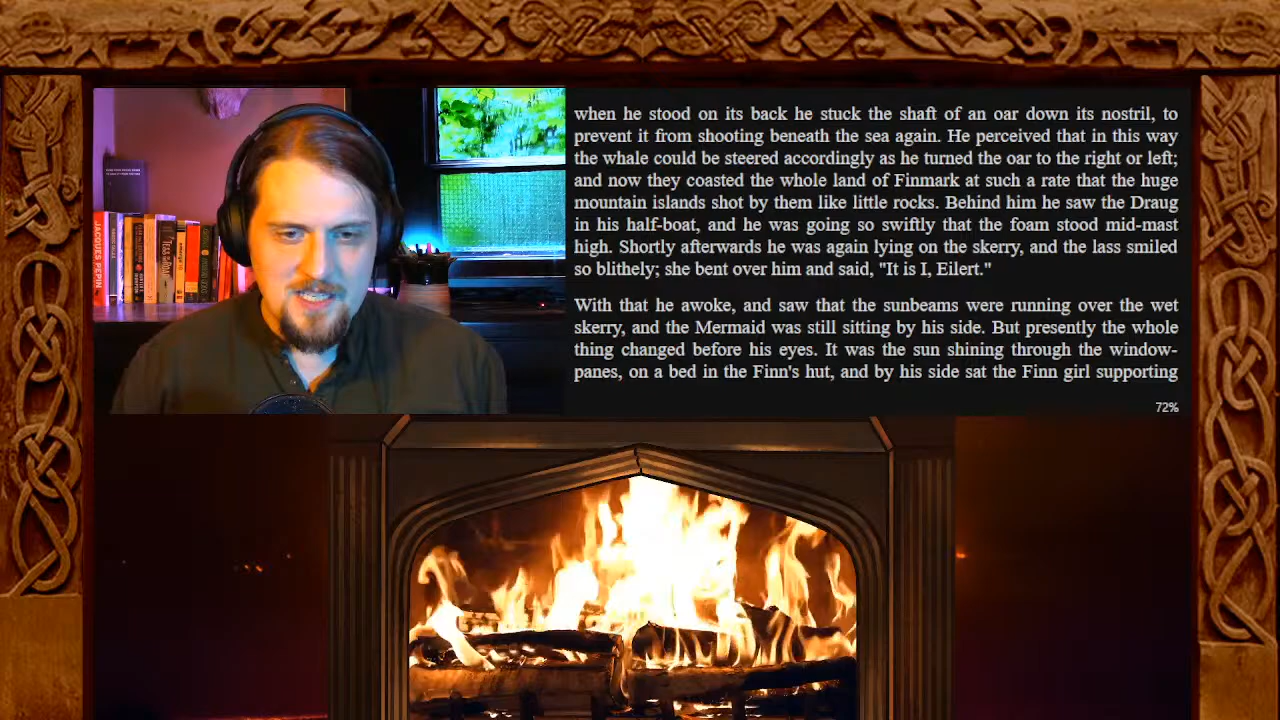 when he stood on its back he stuck the shaft of an oar down its nostril, to
prevent it from shooting beneath the sea again. He perceived that in this way
the whale could be steered accordingly as he turned the oar to the right or left;
and now they coasted the whole land of Finmark at such a rate that the huge
mountain islands shot by them like little rocks. Behind him he saw the Draug
in his half-boat, and he was going so swiftly that the foam stood mid-mast
high. Shortly afterwards he was again lying on the skerry, and the lass smiled
so blithely; she bent over him and said, "It is I, Eilert."
With that he awoke, and saw that the sunbeams were running over the wet
skerry, and the Mermaid was still sitting by his side. But presently the whole
thing changed before his eyes. It was the sun shining through the window-
panes, on a bed in the Finn's hut, and by his side sat the Finn girl supporting
72%
JACQUES PEPIN